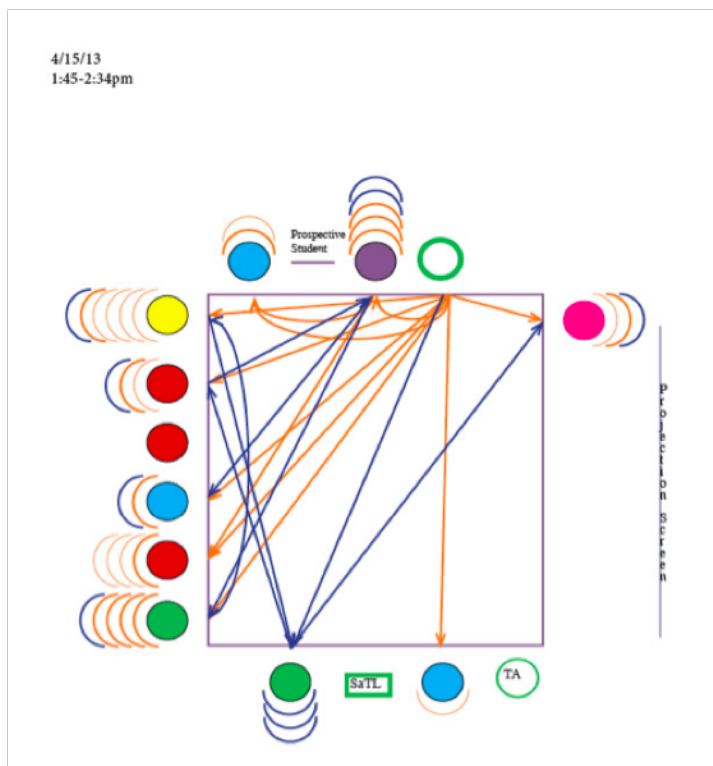 4/15/13
1:45-2:34pm
Prospective
Student
Projection Screen
SaTL
TA